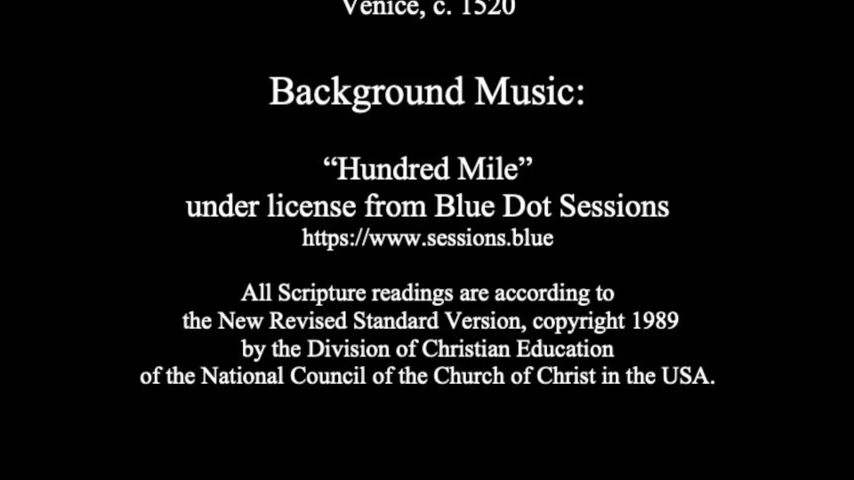 Venice, c. 1520
Background Music:
“Hundred Mile”
under license from Blue Dot Sessions
https://www.sessions.blue
All Scripture readings are according to
the New Revised Standard Version, copyright 1989
by the Division of Christian Education
of the National Council of the Church of Christ in the USA.